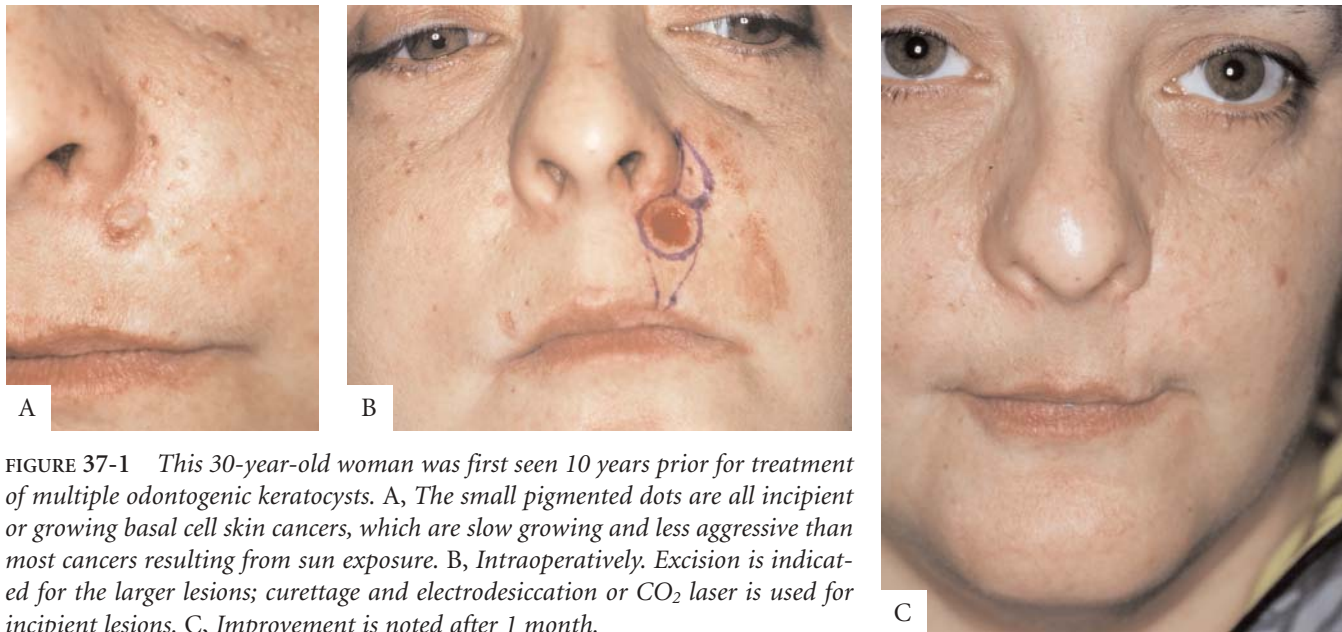 A
B
C
FIGURE 37-1 This 30-year-old woman was first seen 10 years prior for treatment
of multiple odontogenic keratocysts. A, The small pigmented dots are all incipient
or growing basal cell skin cancers, which are slow growing and less aggressive than
most cancers resulting from sun exposure. B, Intraoperatively. Excision is indicat-
ed for the larger lesions; curettage and electrodesiccation or CO₂ laser is used for
incipient lesions. C, Improvement is noted after 1 month.